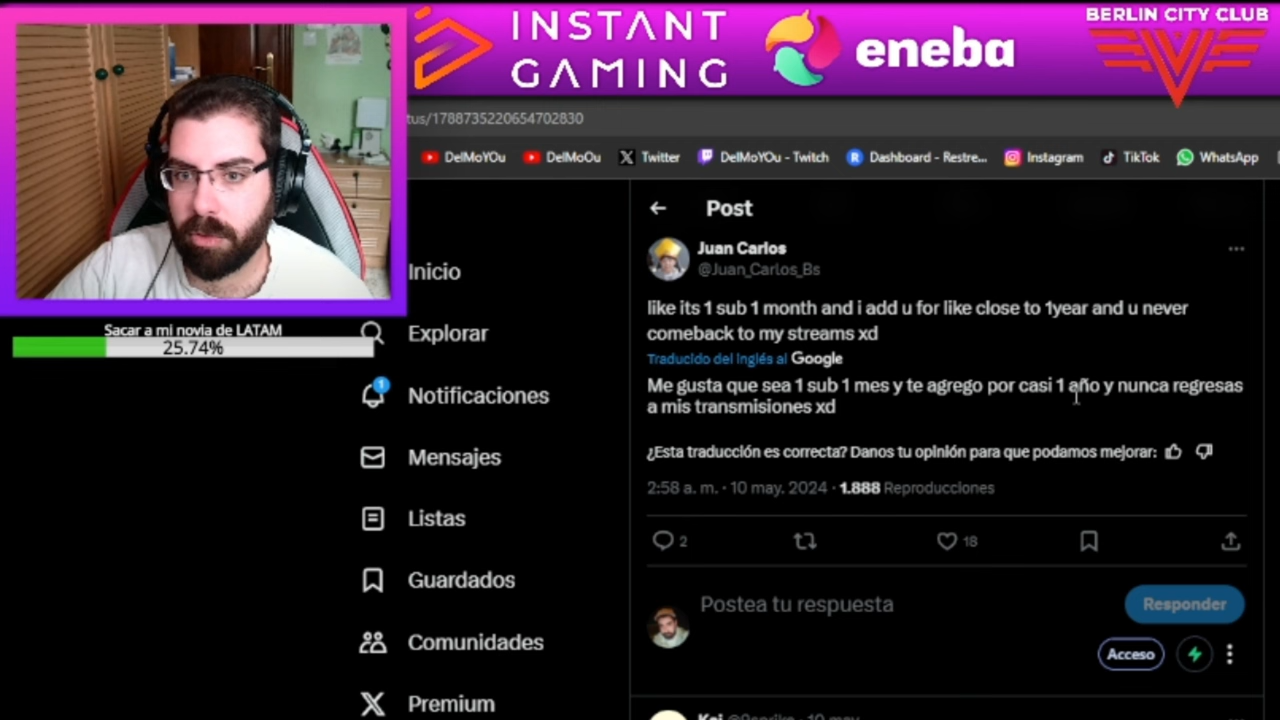 INSTANT GAMING
eneba
BERLIN CITY CLUB
tus/1788735220654702830
DelMoYOu
DelMoOu
Twitter
DelMoYOu - Twitch
Dashboard - Restre...
Instagram
TikTok
WhatsApp
Sacar a mi novia de LATAM
25.74%
Inicio
Explorar
1
Notificaciones
Mensajes
Listas
Guardados
Comunidades
Premium
Post
Juan Carlos
@Juan_Carlos_Bs
like its 1 sub 1 month and i add u for like close to 1year and u never
comeback to my streams xd
Traducido del inglés al Google
Me gusta que sea 1 sub 1 mes y te agrego por casi 1 año y nunca regresas
a mis transmisiones xd
¿Esta traducción es correcta? Danos tu opinión para que podamos mejorar:
2:58 a. m. · 10 may. 2024 · 1.888 Reproducciones
2
18
Postea tu respuesta
Responder
Acceso